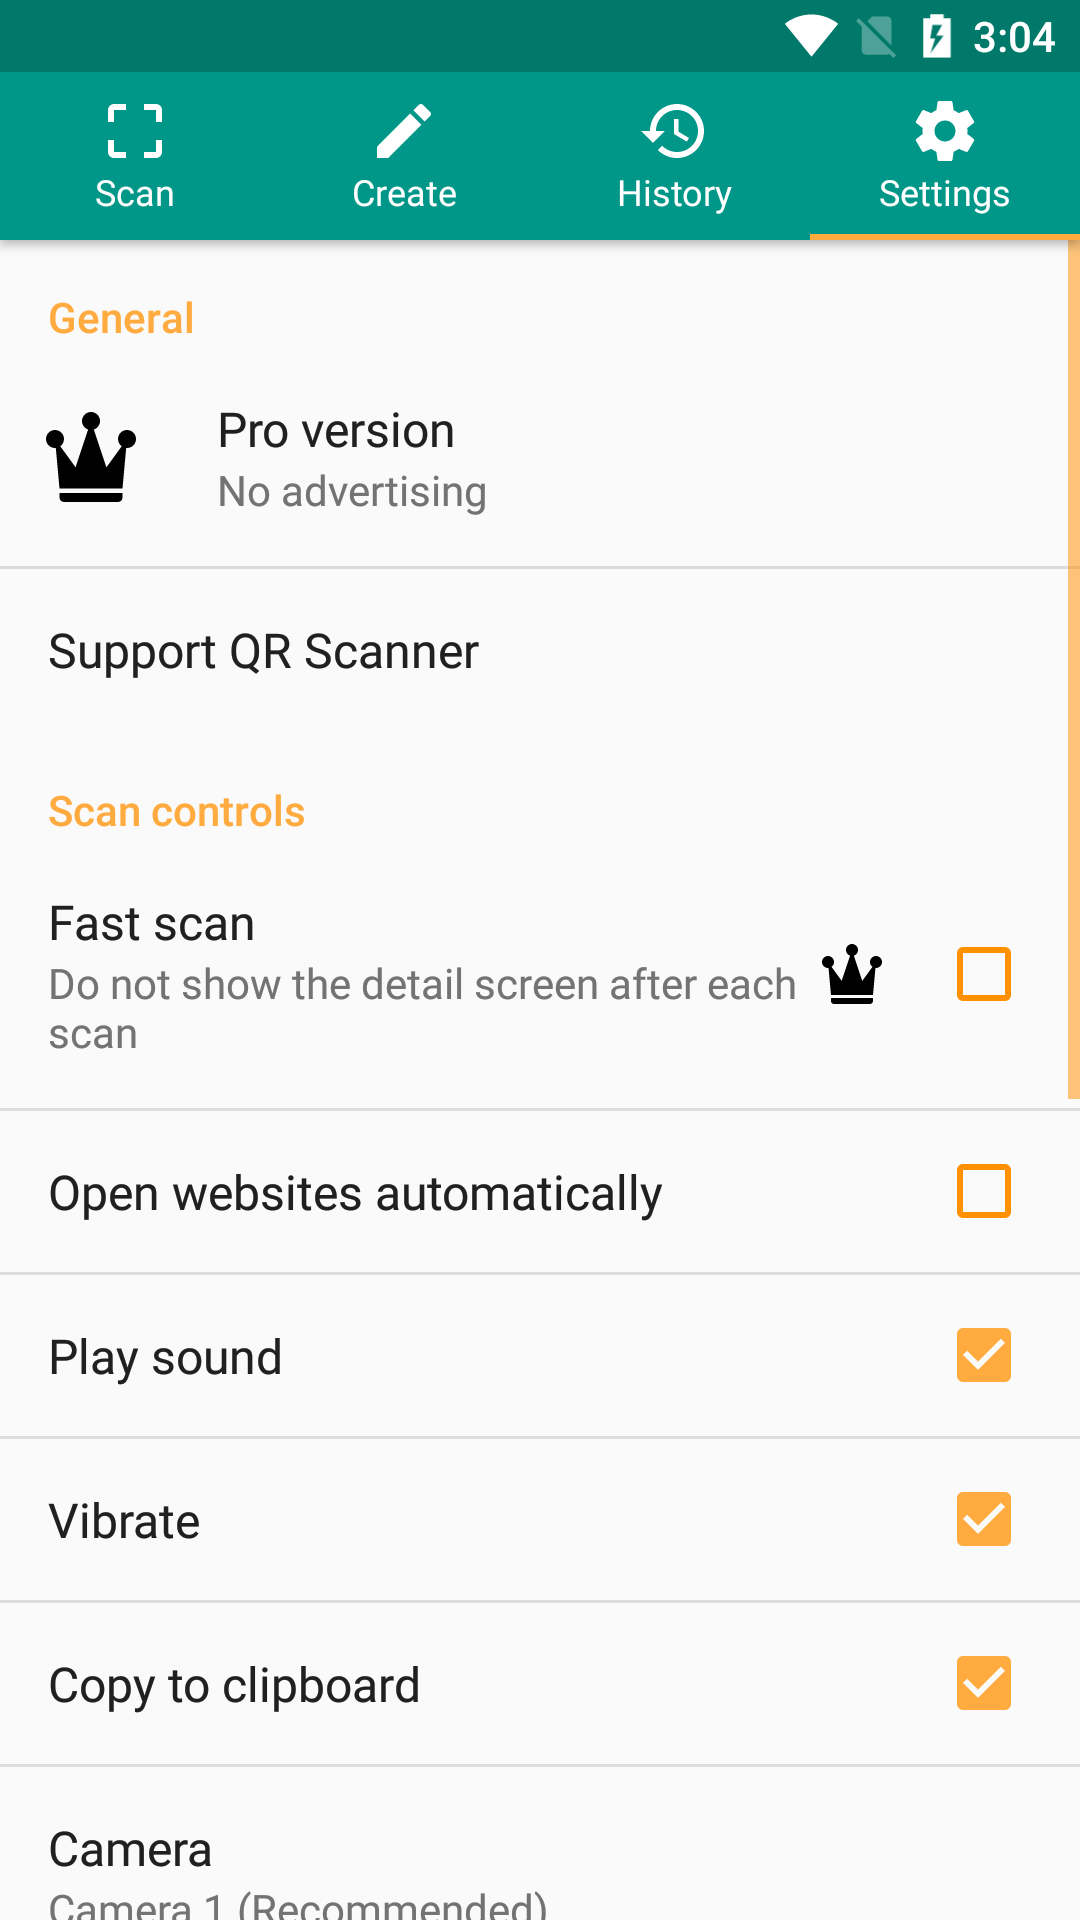 3:04
Scan
Create
History
Settings
General
Pro version
No advertising
Support QR Scanner
Scan controls
Fast scan
Do not show the detail screen after each
scan
Open websites automatically
Play sound
Vibrate
Copy to clipboard
Camera
Camera 1 (Recommended)